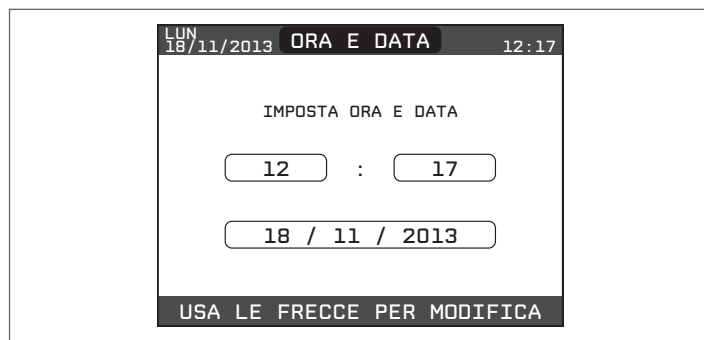 LUN
18/11/2013 ORA E DATA 12:17
IMPOSTA ORA E DATA
12 : 17
18 / 11 / 2013
USA LE FRECCE PER MODIFICA